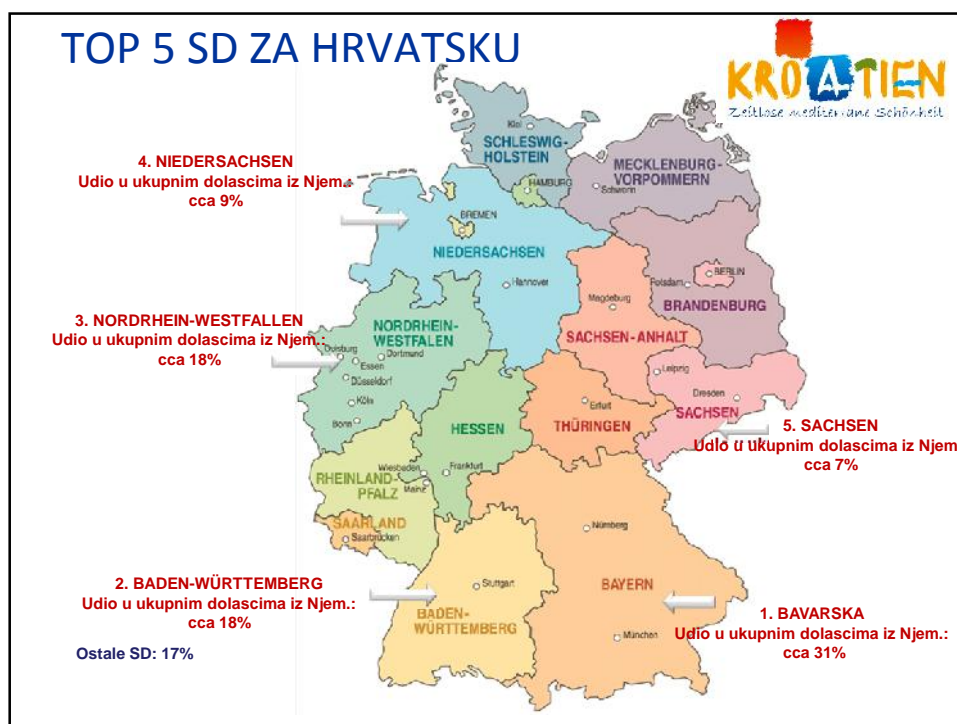 TOP 5 SD ZA HRVATSKU
KROATIEN
Zeitlose mediterrane Schönheit
4. NIEDERSACHSEN
Udio u ukupnim dolascima iz Njem.:
cca 9%
3. NORDRHEIN-WESTFALLEN
Udio u ukupnim dolascima iz Njem.:
cca 18%
2. BADEN-WÜRTTEMBERG
Udio u ukupnim dolascima iz Njem.:
cca 18%
Ostale SD: 17%
5. SACHSEN
Udio u ukupnim dolascima iz Njem
cca 7%
1. BAVARSKA
Udio u ukupnim dolascima iz Njem.:
cca 31%
Kiel
SCHLESWIG-
HOLSTEIN
HAMBURG
MECKLENBURG-
VORPOMMERN
Schwerin
BREMEN
NIEDERSACHSEN
Hannover
BERLIN
Potsdam
BRANDENBURG
Magdeburg
SACHSEN-ANHALT
NORDRHEIN-
WESTFALEN
Duisburg
Dortmund
Essen
Düsseldorf
Köln
Bonn
Leipzig
Dresden
SACHSEN
Erfurt
THÜRINGEN
HESSEN
Wiesbaden
Frankfurt
Mainz
RHEINLAND-
PFALZ
SAARLAND
Saarbrücken
Nürnberg
BAYERN
München
Stuttgart
BADEN-
WÜRTTEMBERG